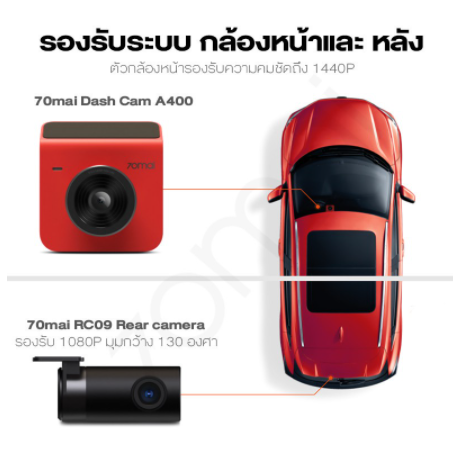 รองรับระบบ กล้องหน้าและ หลัง
ตัวกล้องหน้ารองรับความคมชัดถึง 1440P
70mai Dash Cam A400
70mai
70mai RC09 Rear camera
รองรับ 1080P มุมกว้าง 130 องศา
70mai